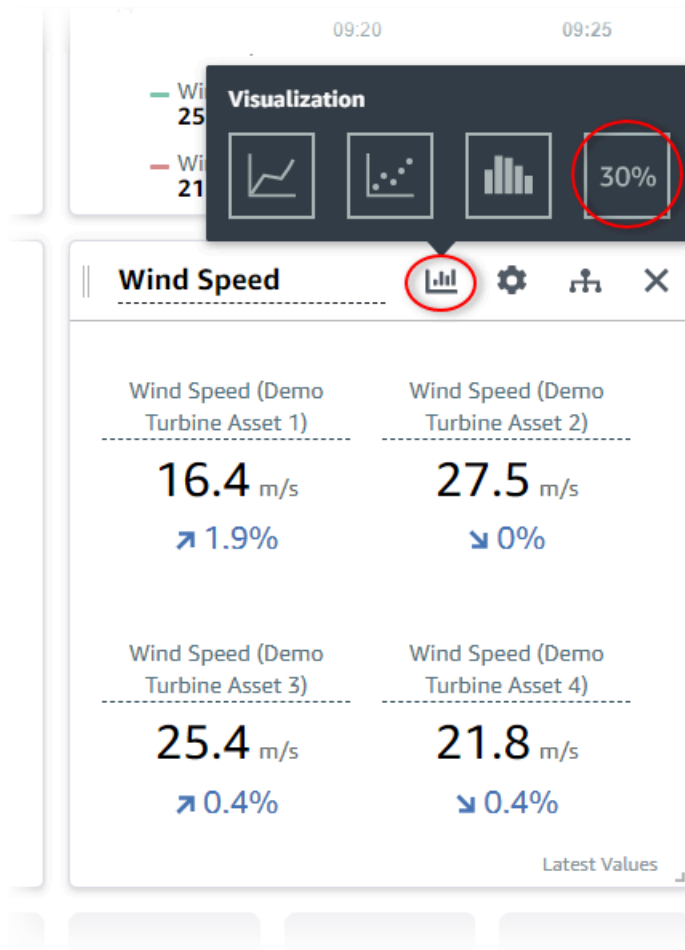 09:20 09:25
Visualization
25
21
30%
Wind Speed
Wind Speed (Demo
Turbine Asset 1)
16.4 m/s
1.9%
Wind Speed (Demo
Turbine Asset 2)
27.5 m/s
0%
Wind Speed (Demo
Turbine Asset 3)
25.4 m/s
0.4%
Wind Speed (Demo
Turbine Asset 4)
21.8 m/s
0.4%
Latest Values